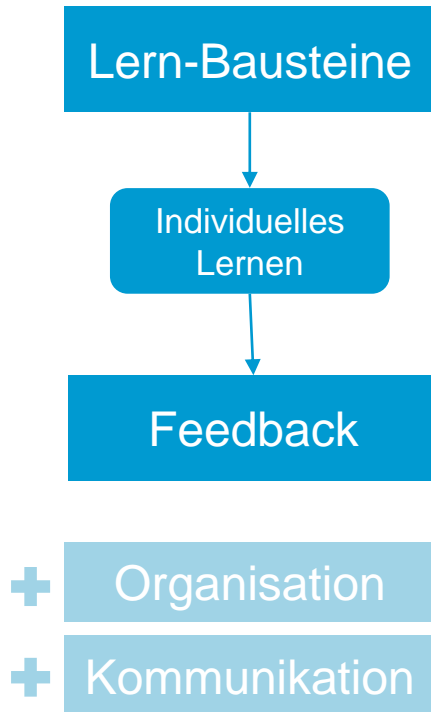 Lern-Bausteine
Individuelles
Lernen
Feedback
+ Organisation
+ Kommunikation